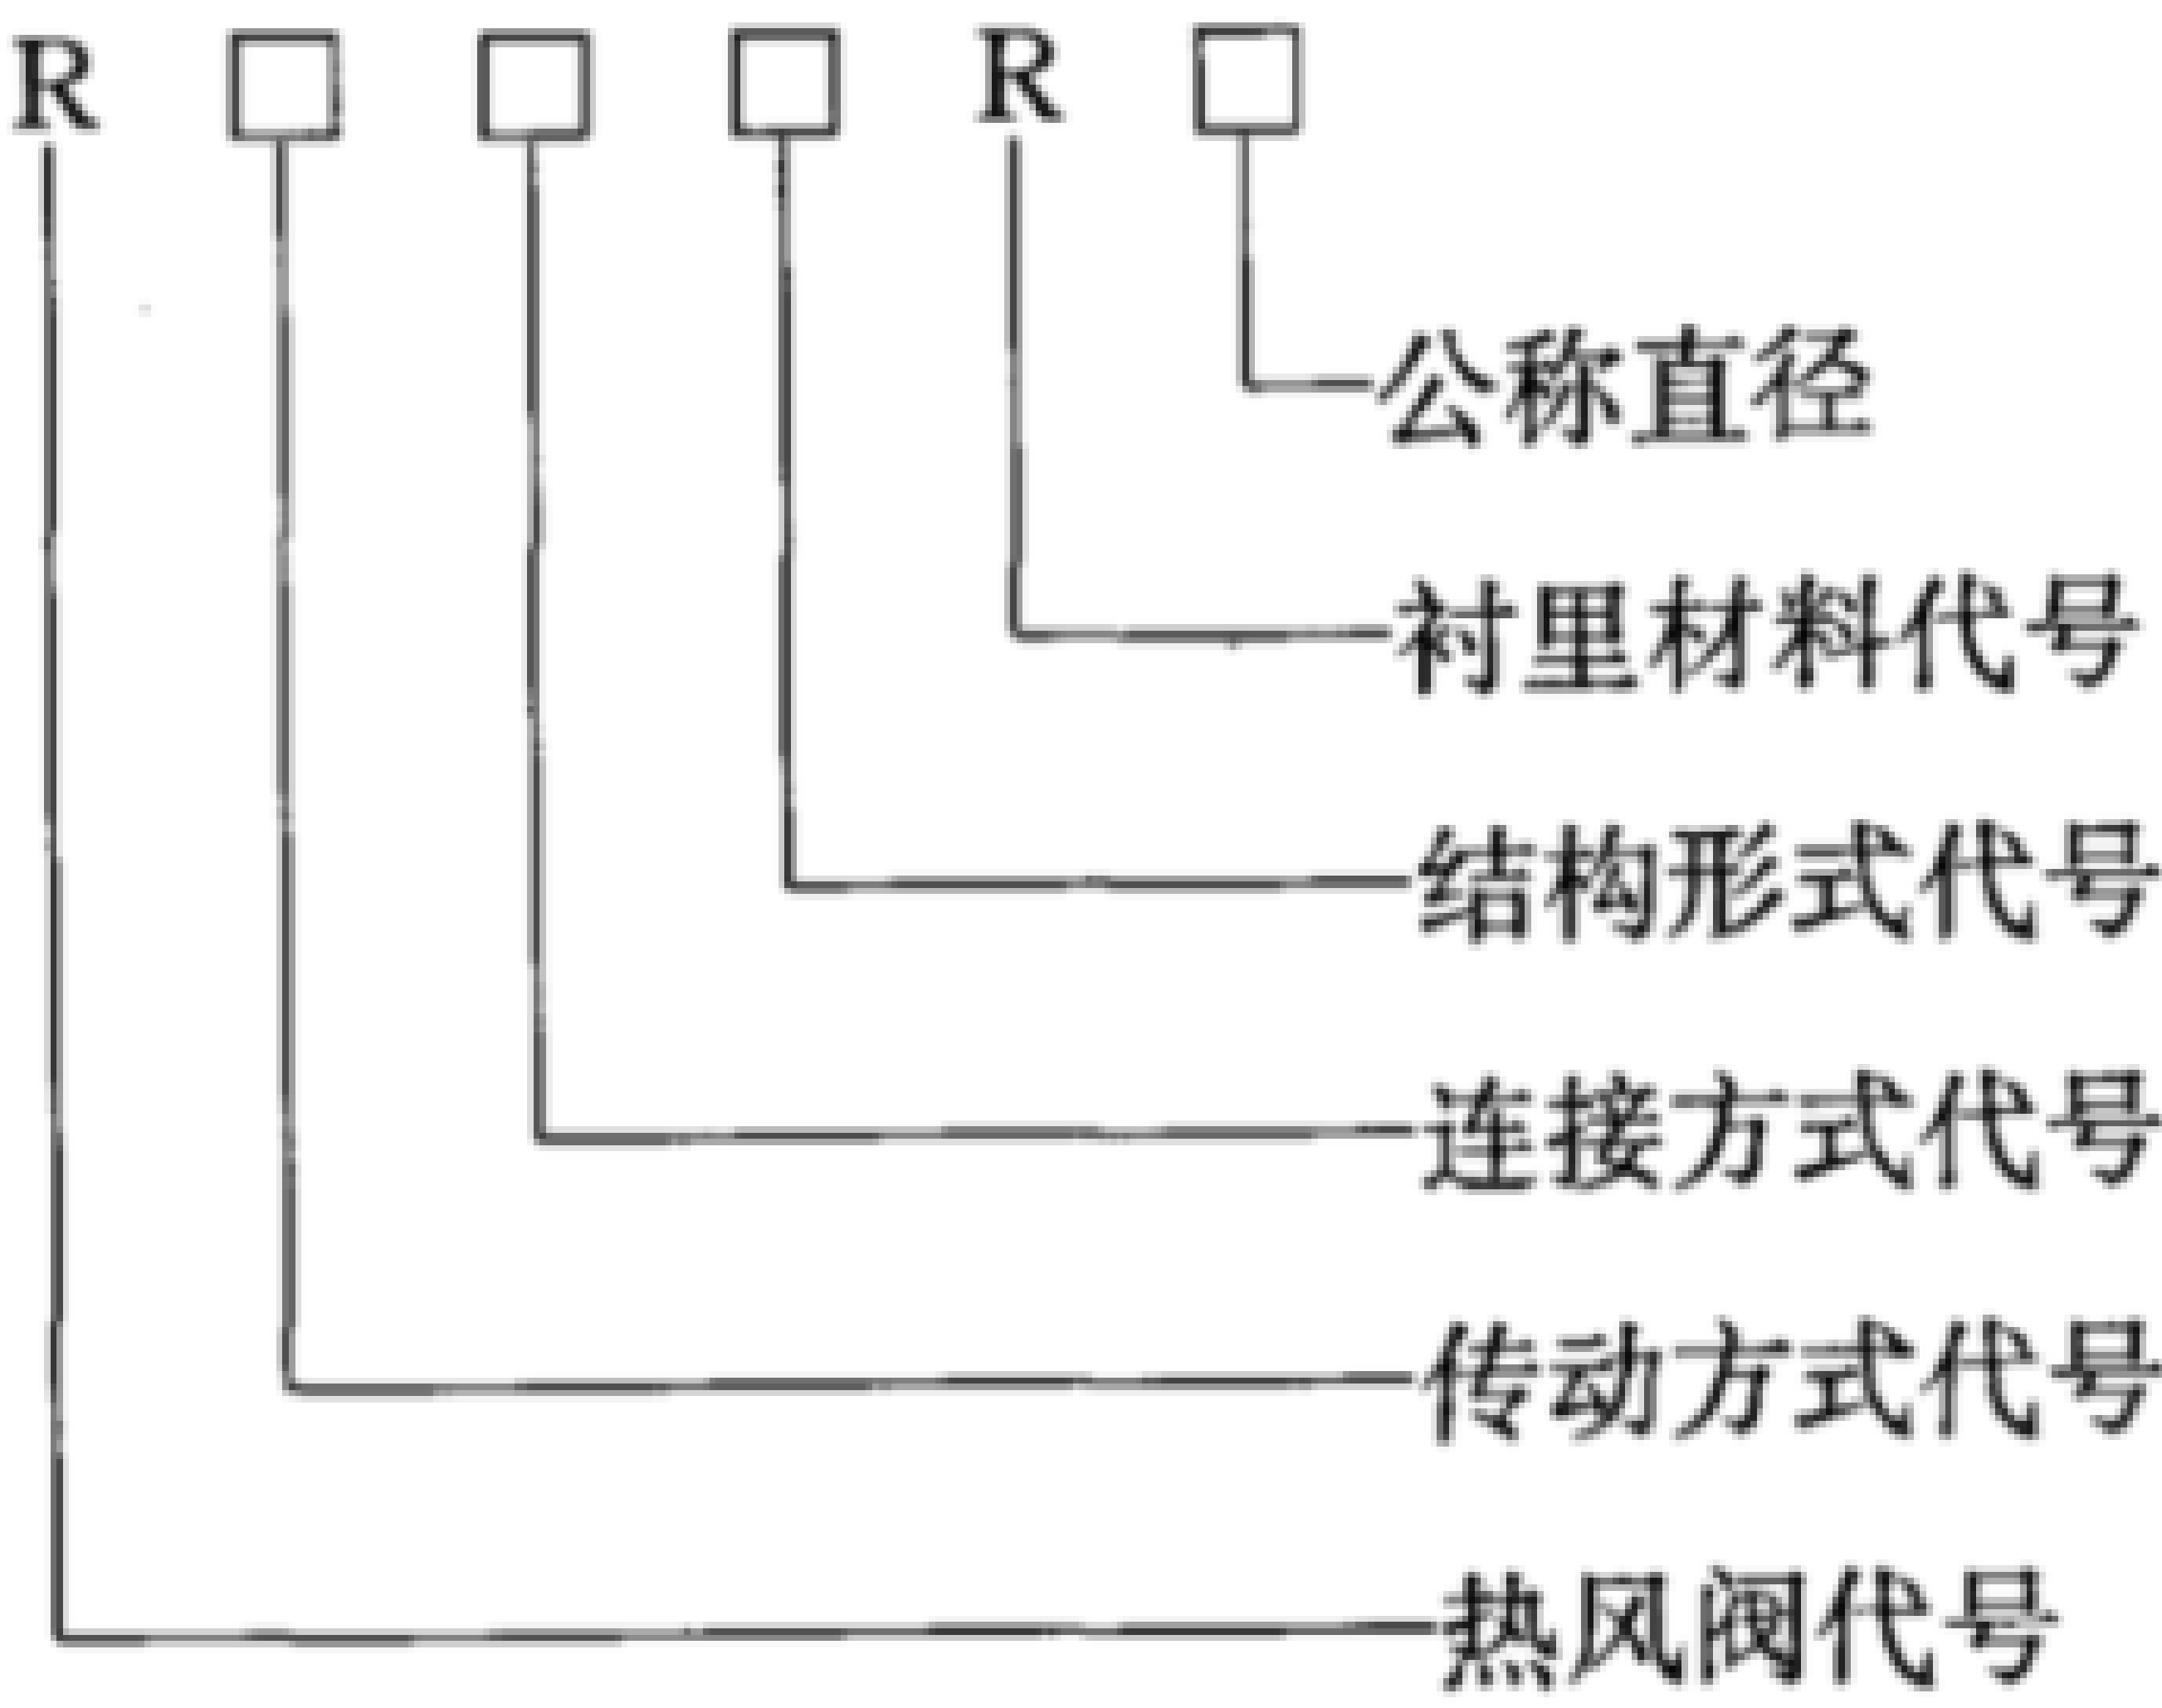 R □ □ □ R □
公称直径
衬里材料代号
结构形式代号
连接方式代号
传动方式代号
热风阀代号